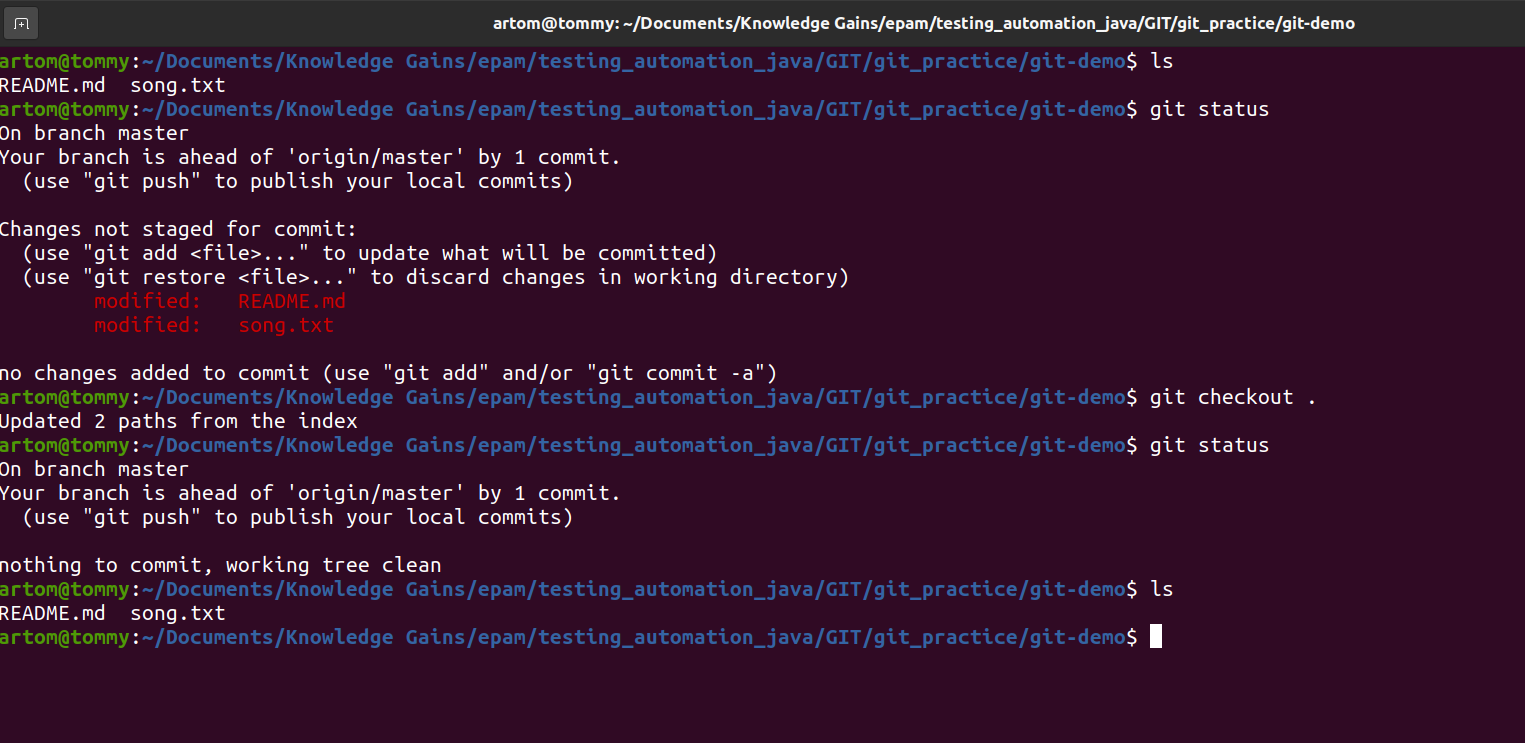 artom@tommy: ~/Documents/Knowledge Gains/epam/testing_automation_java/GIT/git_practice/git-demo
artom@tommy:~/Documents/Knowledge Gains/epam/testing_automation_java/GIT/git_practice/git-demo$ ls
README.md  song.txt
artom@tommy:~/Documents/Knowledge Gains/epam/testing_automation_java/GIT/git_practice/git-demo$ git status
On branch master
Your branch is ahead of 'origin/master' by 1 commit.
  (use "git push" to publish your local commits)

Changes not staged for commit:
  (use "git add <file>..." to update what will be committed)
  (use "git restore <file>..." to discard changes in working directory)
        modified:   README.md
        modified:   song.txt

no changes added to commit (use "git add" and/or "git commit -a")
artom@tommy:~/Documents/Knowledge Gains/epam/testing_automation_java/GIT/git_practice/git-demo$ git checkout .
Updated 2 paths from the index
artom@tommy:~/Documents/Knowledge Gains/epam/testing_automation_java/GIT/git_practice/git-demo$ git status
On branch master
Your branch is ahead of 'origin/master' by 1 commit.
  (use "git push" to publish your local commits)

nothing to commit, working tree clean
artom@tommy:~/Documents/Knowledge Gains/epam/testing_automation_java/GIT/git_practice/git-demo$ ls
README.md  song.txt
artom@tommy:~/Documents/Knowledge Gains/epam/testing_automation_java/GIT/git_practice/git-demo$